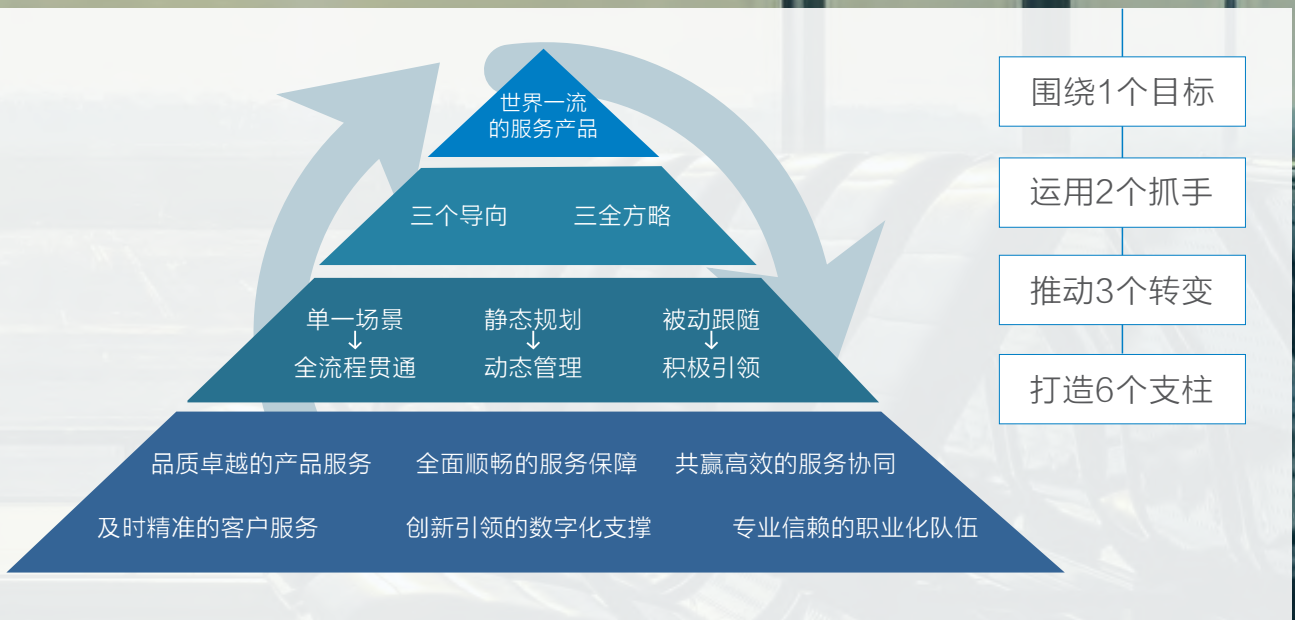 世界一流
的服务产品
围绕1个目标
三个导向 三全方略
运用2个抓手
单一场景 静态规划 被动跟随
↓ ↓ ↓
全流程贯通 动态管理 积极引领
推动3个转变
品质卓越的产品服务 全面顺畅的服务保障 共赢高效的服务协同
及时精准的客户服务 创新引领的数字化支撑 专业信赖的职业化队伍
打造6个支柱